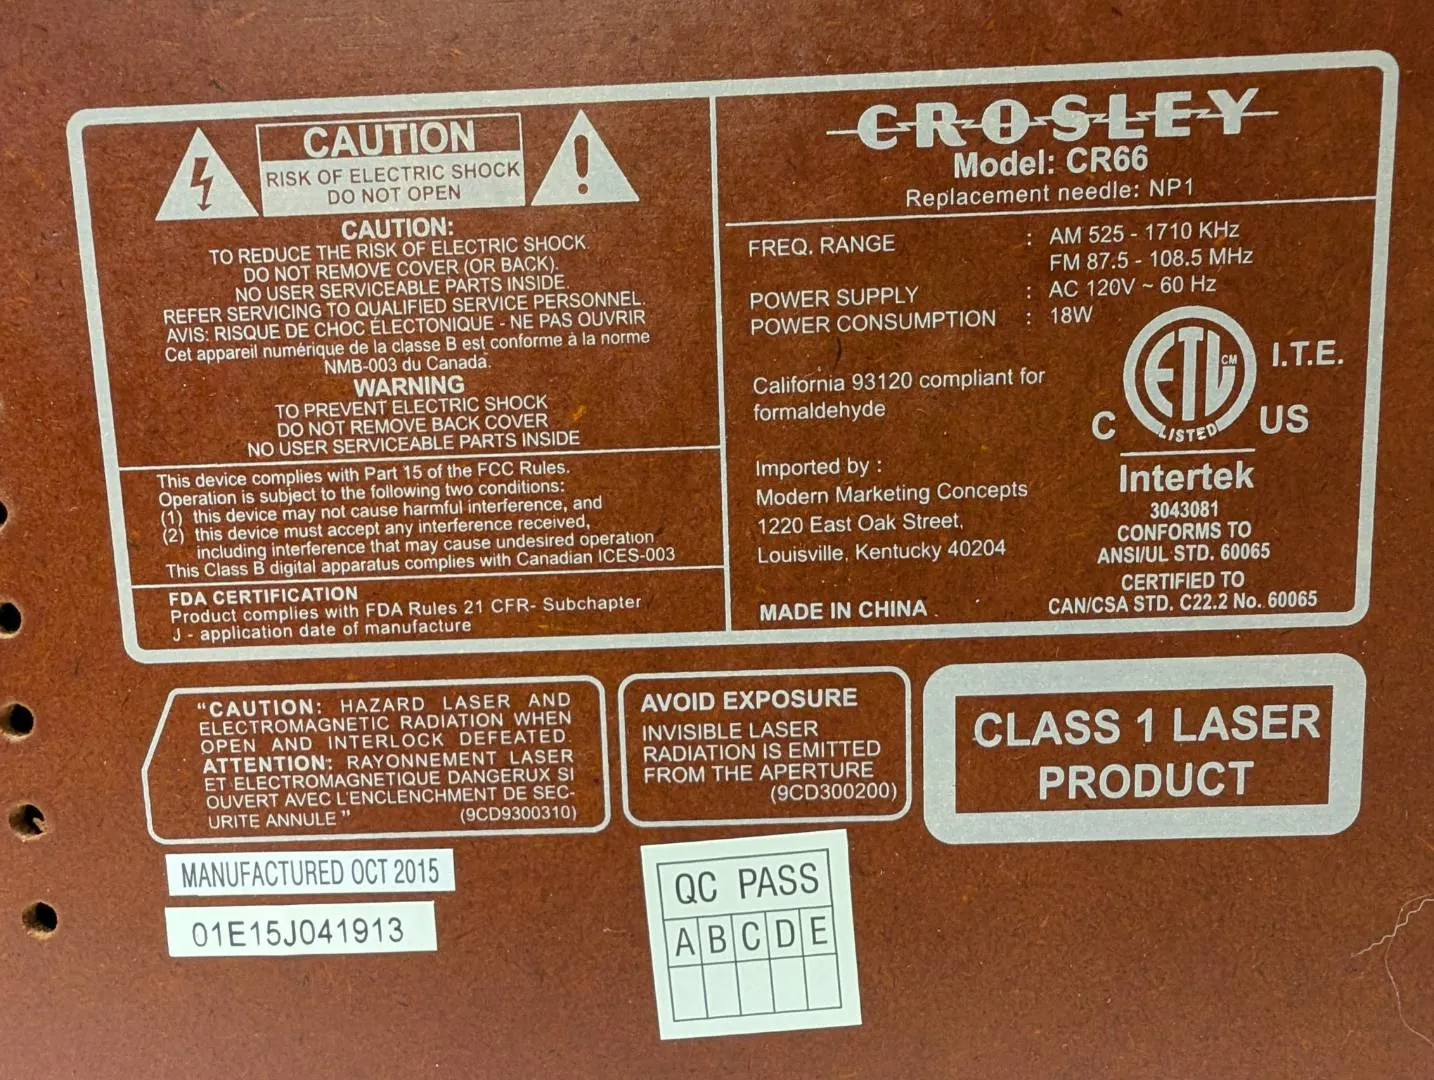 CAUTION
RISK OF ELECTRIC SHOCK
DO NOT OPEN
CAUTION:
TO REDUCE THE RISK OF ELECTRIC SHOCK
DO NOT REMOVE COVER (OR BACK).
NO USER SERVICEABLE PARTS INSIDE.
REFER SERVICING TO QUALIFIED SERVICE PERSONNEL.
AVIS: RISQUE DE CHOC ÉLECTONIQUE - NE PAS OUVRIR
Cet appareil numérique de la classe B est conforme à la norme
NMB-003 du Canada.
WARNING
TO PREVENT ELECTRIC SHOCK
DO NOT REMOVE BACK COVER
NO USER SERVICEABLE PARTS INSIDE
This device complies with Part 15 of the FCC Rules.
Operation is subject to the following two conditions:
(1) this device may not cause harmful interference, and
(2) this device must accept any interference received,
including interference that may cause undesired operation
This Class B digital apparatus complies with Canadian ICES-003
FDA CERTIFICATION
Product complies with FDA Rules 21 CFR- Subchapter
J - application date of manufacture
CROSLEY
Model: CR66
Replacement needle: NP1
FREQ. RANGE : AM 525 - 1710 KHz
FM 87.5 - 108.5 MHz
POWER SUPPLY : AC 120V ~ 60 Hz
POWER CONSUMPTION : 18W
California 93120 compliant for
formaldehyde
Imported by :
Modern Marketing Concepts
1220 East Oak Street,
Louisville, Kentucky 40204
MADE IN CHINA
ETL CM
LISTED
I.T.E.
C US
Intertek
3043081
CONFORMS TO
ANSI/UL STD. 60065
CERTIFIED TO
CAN/CSA STD. C22.2 No. 60065
"CAUTION: HAZARD LASER AND
ELECTROMAGNETIC RADIATION WHEN
OPEN AND INTERLOCK DEFEATED.
ATTENTION: RAYONNEMENT LASER
ET ELECTROMAGNETIQUE DANGERUX SI
OUVERT AVEC L'ENCLENCHMENT DE SEC-
URITE ANNULE" (9CD9300310)
AVOID EXPOSURE
INVISIBLE LASER
RADIATION IS EMITTED
FROM THE APERTURE
(9CD300200)
CLASS 1 LASER
PRODUCT
MANUFACTURED OCT 2015
01E15J041913
QC PASS
A B C D E